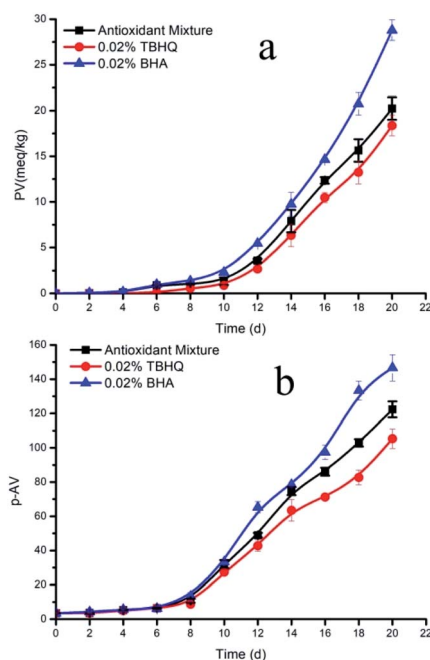 Antioxidant Mixture
0.02% TBHQ
0.02% BHA
a
PV(meq/kg)
30
25
20
15
10
5
0
0 2 4 6 8 10 12 14 16 18 20
Time (d)
Antioxidant Mixture
0.02% TBHQ
0.02% BHA
b
p-AV
160
140
120
100
80
60
40
20
0
0 2 4 6 8 10 12 14 16 18 20
Time (d)